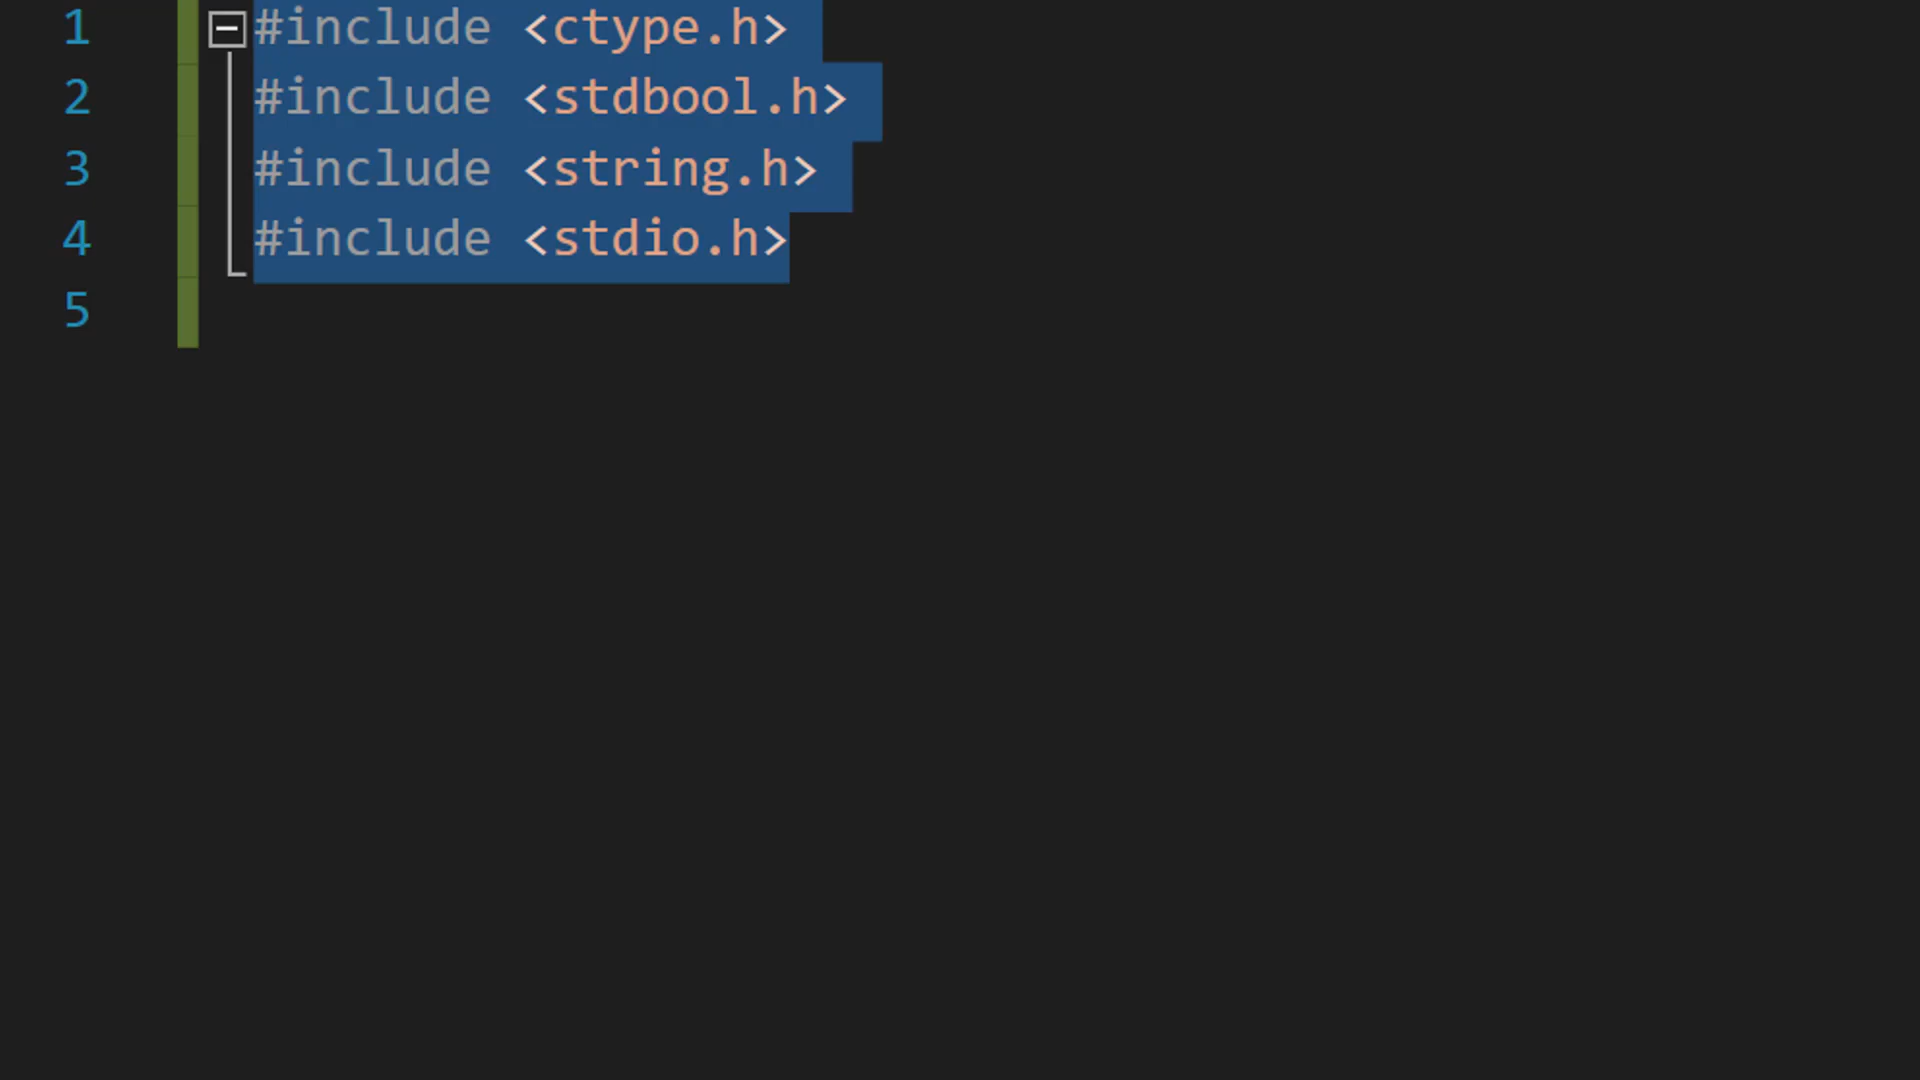 1 #include <ctype.h>
2 #include <stdbool.h>
3 #include <string.h>
4 #include <stdio.h>
5